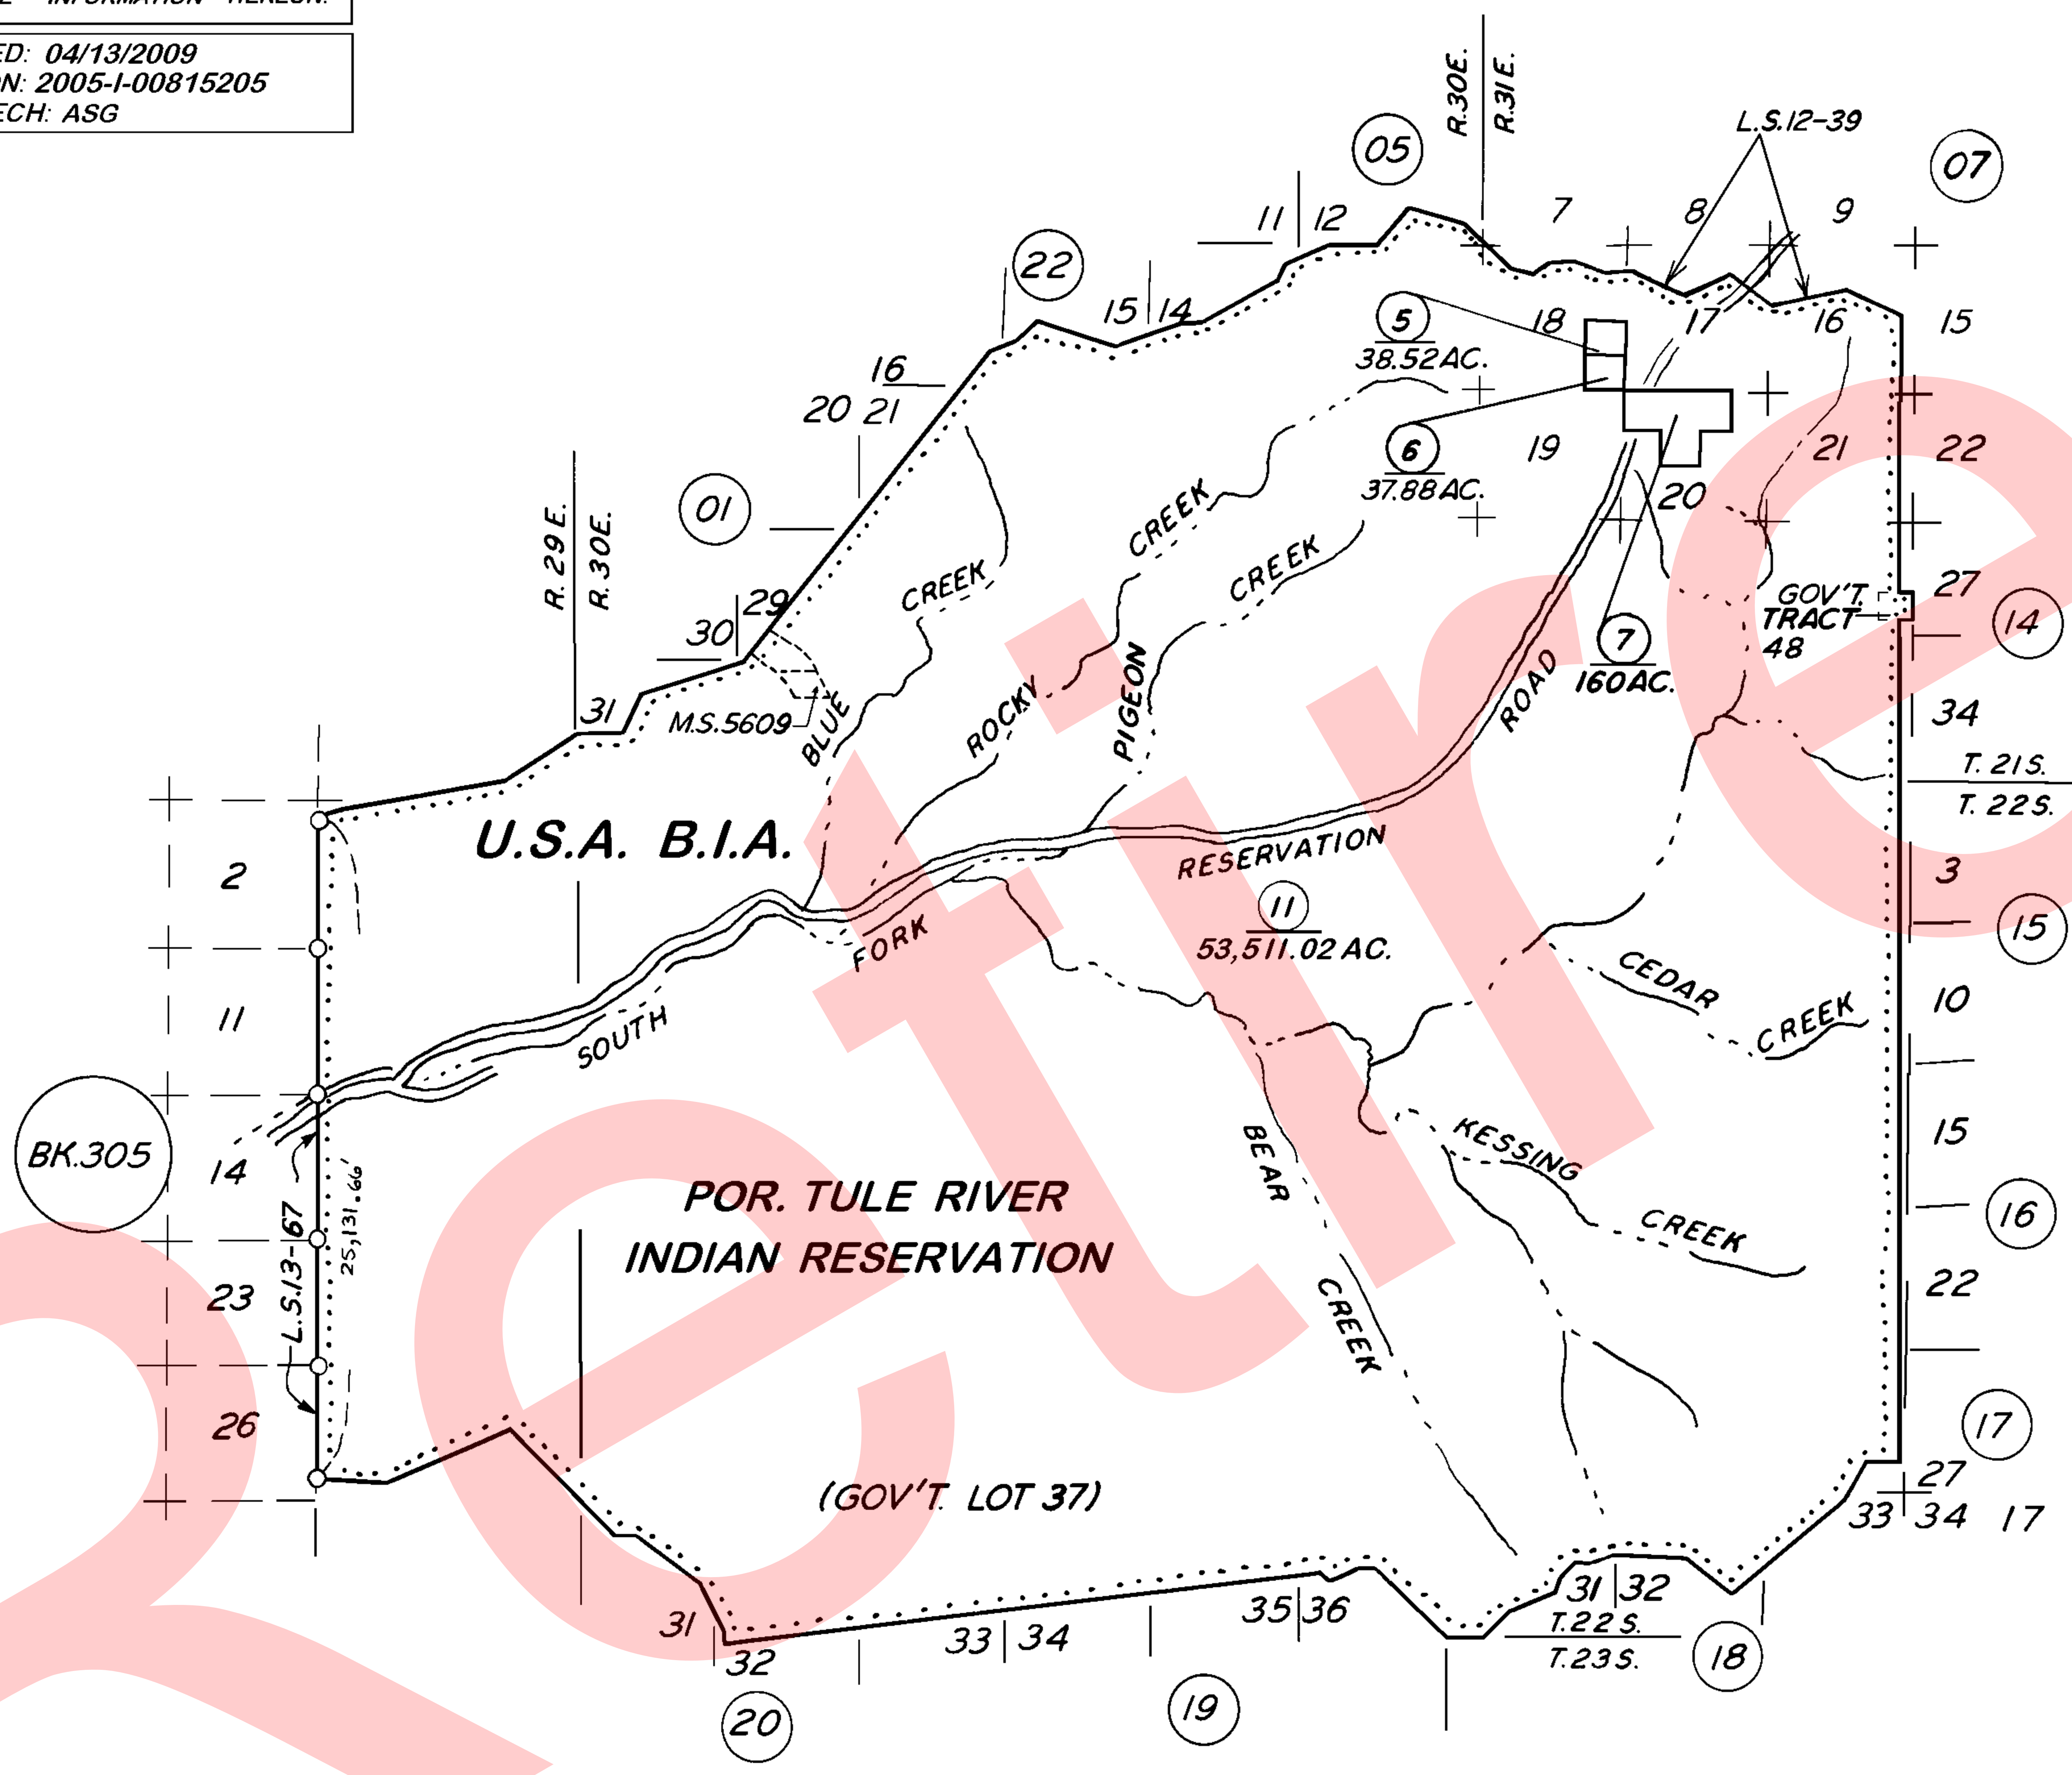 INFORMATION HEREON.
ED: 04/13/2009
ON: 2005-I-00815205
ECH: ASG
R.30E.
R.31E.
05
L.S.12-39
07
11 12
7
8
9
22
15 14
5
38.52AC.
18
17
16
15
16
20 21
6
37.88AC.
19
20
21
22
R.29E.
R.30E.
01
CREEK
CREEK
CREEK
30 29
GOV'T.
TRACT
48
27
14
7
160AC.
31
M.S.5609
BLUE
ROCKY
PIGEON
ROAD
34
T. 21S.
T. 22S.
U.S.A. B.I.A.
RESERVATION
2
3
11
53,511.02 AC.
15
FORK
CEDAR
CREEK
11
SOUTH
10
BK.305
14
L.S.13-67
25,131.66'
POR. TULE RIVER
INDIAN RESERVATION
BEAR
CREEK
KESSING
CREEK
15
16
23
22
26
17
(GOV'T. LOT 37)
27
33 34 17
31
32
33 34
35 36
31 32
T.22S.
T.23S.
18
20
19
Retire